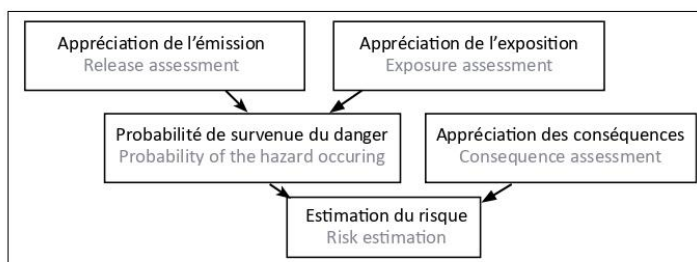 Appréciation de l’émission
Release assessment
Appréciation de l’exposition
Exposure assessment
Probabilité de survenue du danger
Probability of the hazard occuring
Appréciation des conséquences
Consequence assessment
Estimation du risque
Risk estimation